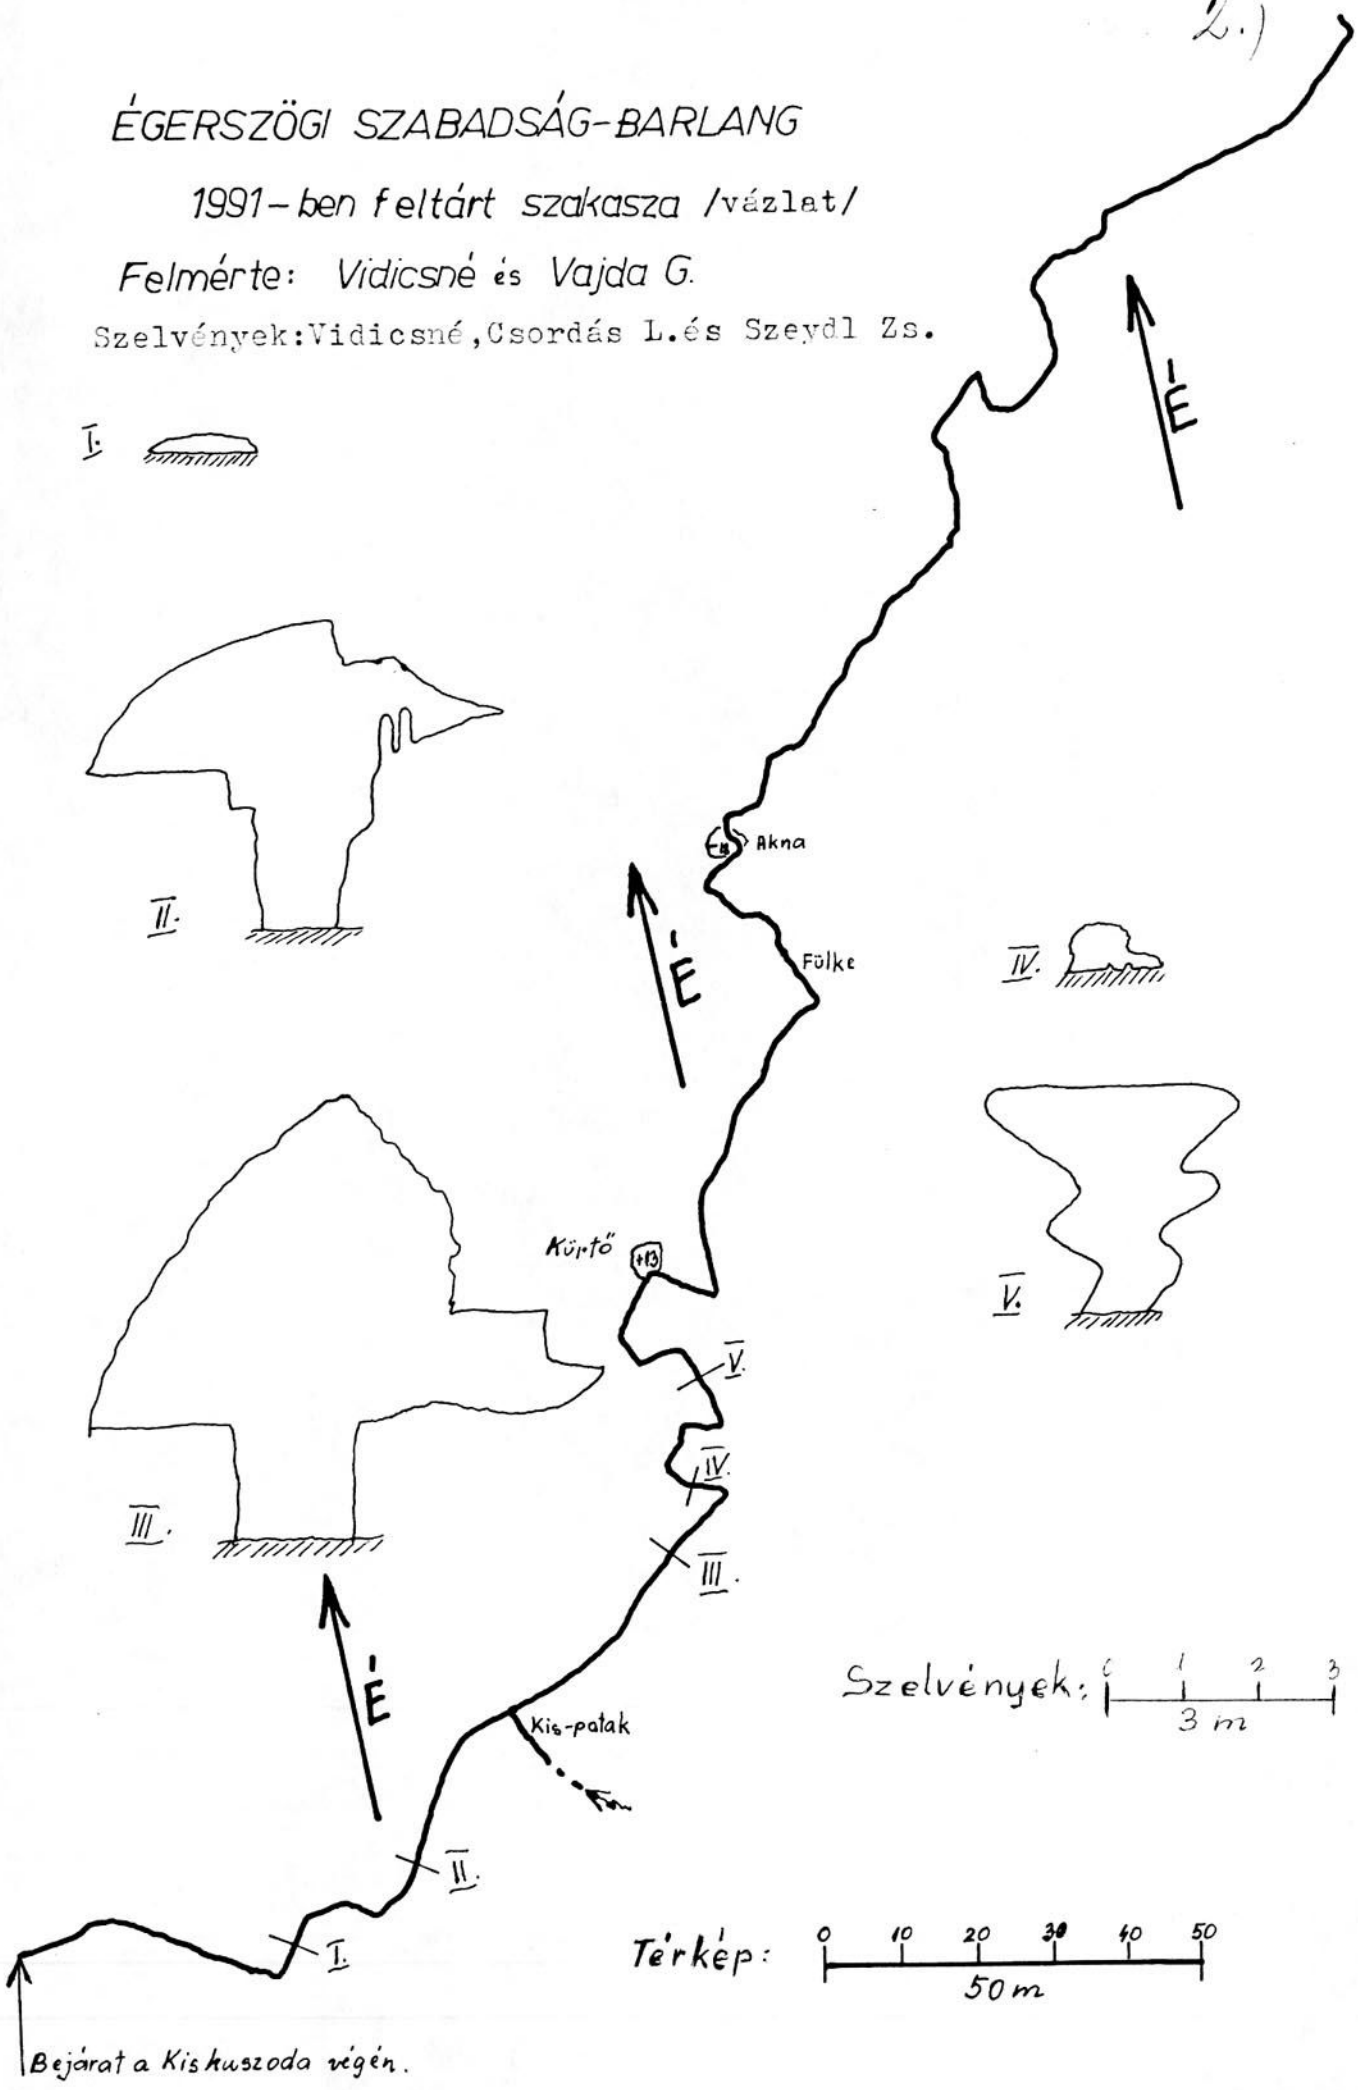 2.)
ÉGERSZÖGI SZABADSÁG-BARLANG
1991-ben feltárt szakasza /vázlat/
Felmérte: Vidicsné és Vajda G.
Szelvények:Vidicsné,Csordás L.és Szeydl Zs.
É
I.
II.
Akna
É
Fülke
IV.
Kürtő
+13
V.
V.
IV.
III.
III.
É
Szelvények: 0 1 2 3
3 m
Kis-patak
II.
I.
Térkép: 0 10 20 30 40 50
50 m
Bejárat a Kiskuszoda végén.